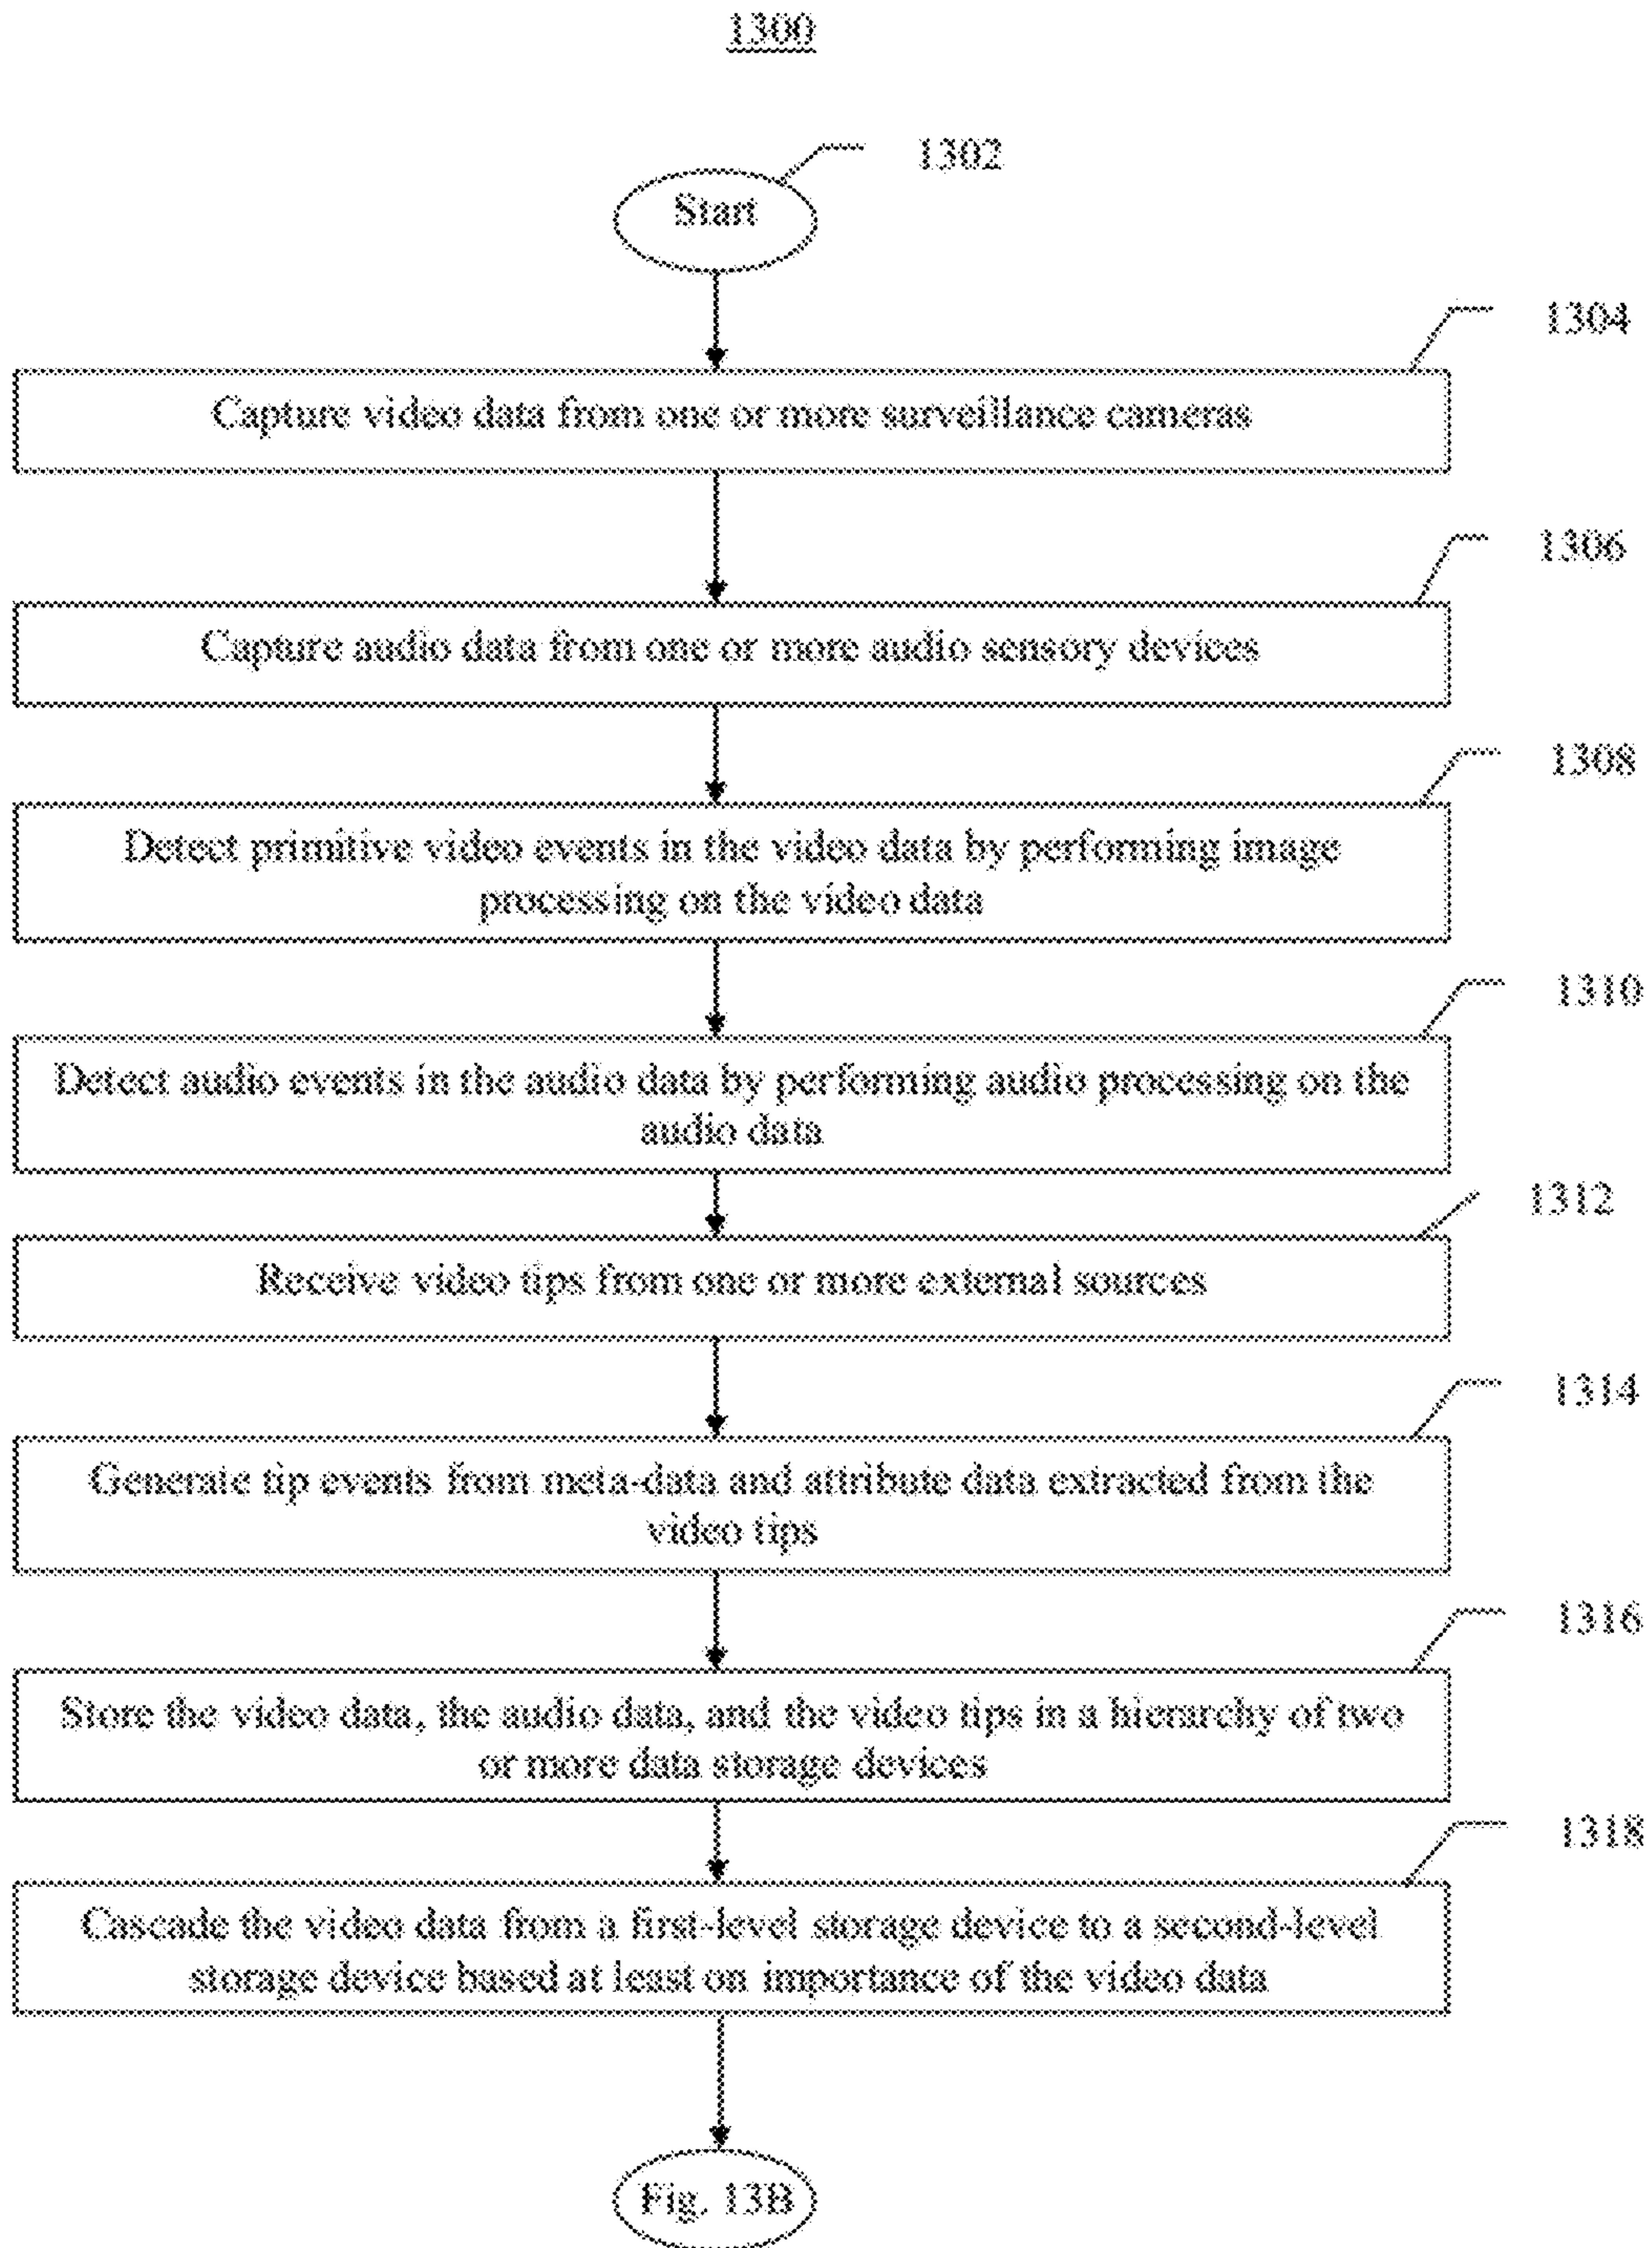 1300
1302
Start
1304
Capture video data from one or more surveillance cameras
1306
Capture audio data from one or more audio sensory devices
1308
Detect primitive video events in the video data by performing image
processing on the video data
1310
Detect audio events in the audio data by performing audio processing on the
audio data
1312
Receive video tips from one or more external sources
1314
Generate tip events from meta-data and attribute data extracted from the
video tips
1316
Store the video data, the audio data, and the video tips in a hierarchy of two
or more data storage devices
1318
Cascade the video data from a first-level storage device to a second-level
storage device based at least on importance of the video data
Fig. 13B